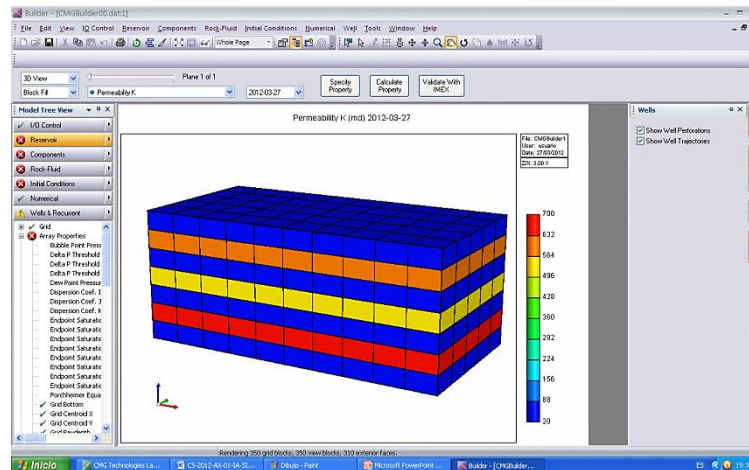 Builder - [CMGBuilder00.dat:1]
File Edit View IO Control Reservoir Components Rock-Fluid Initial Conditions Numerical Well Tools Window Help
Whole Page
3D View
Plane 1 of 1
Block Fill
Permeability K
2012-03-27
Specify Property
Calculate Property
Validate With IMEX
Model Tree View
I/O Control
Reservoir
Components
Rock-Fluid
Initial Conditions
Numerical
Wells & Recurrent
Grid
Array Properties
Bubble Point Press
Delta P Threshold
Delta P Threshold
Delta P Threshold
Dew Point Pressur
Dispersion Coef. I
Dispersion Coef. J
Dispersion Coef. K
Endpoint Saturatic
Endpoint Saturatic
Endpoint Saturatic
Endpoint Saturatic
Endpoint Saturatic
Endpoint Saturatic
Endpoint Saturatic
Forchheimer Equa
Grid Bottom
Grid Centroid X
Grid Centroid Y
Permeability K (md) 2012-03-27
File: CMGBuilder1
User: usuario
Date: 27/03/2012
Z/X: 3.00:1
700
632
564
496
428
360
292
224
156
88
20
Wells
Show Well Perforations
Show Well Trajectories
Rendering 350 grid blocks, 350 view blocks, 310 exterior faces.
Inicio
CMG Technologies La...
C5-2012-AX-01-IA-SI...
Dibujo - Paint
Microsoft PowerPoint ...
Builder - [CMGBuilder...
ES